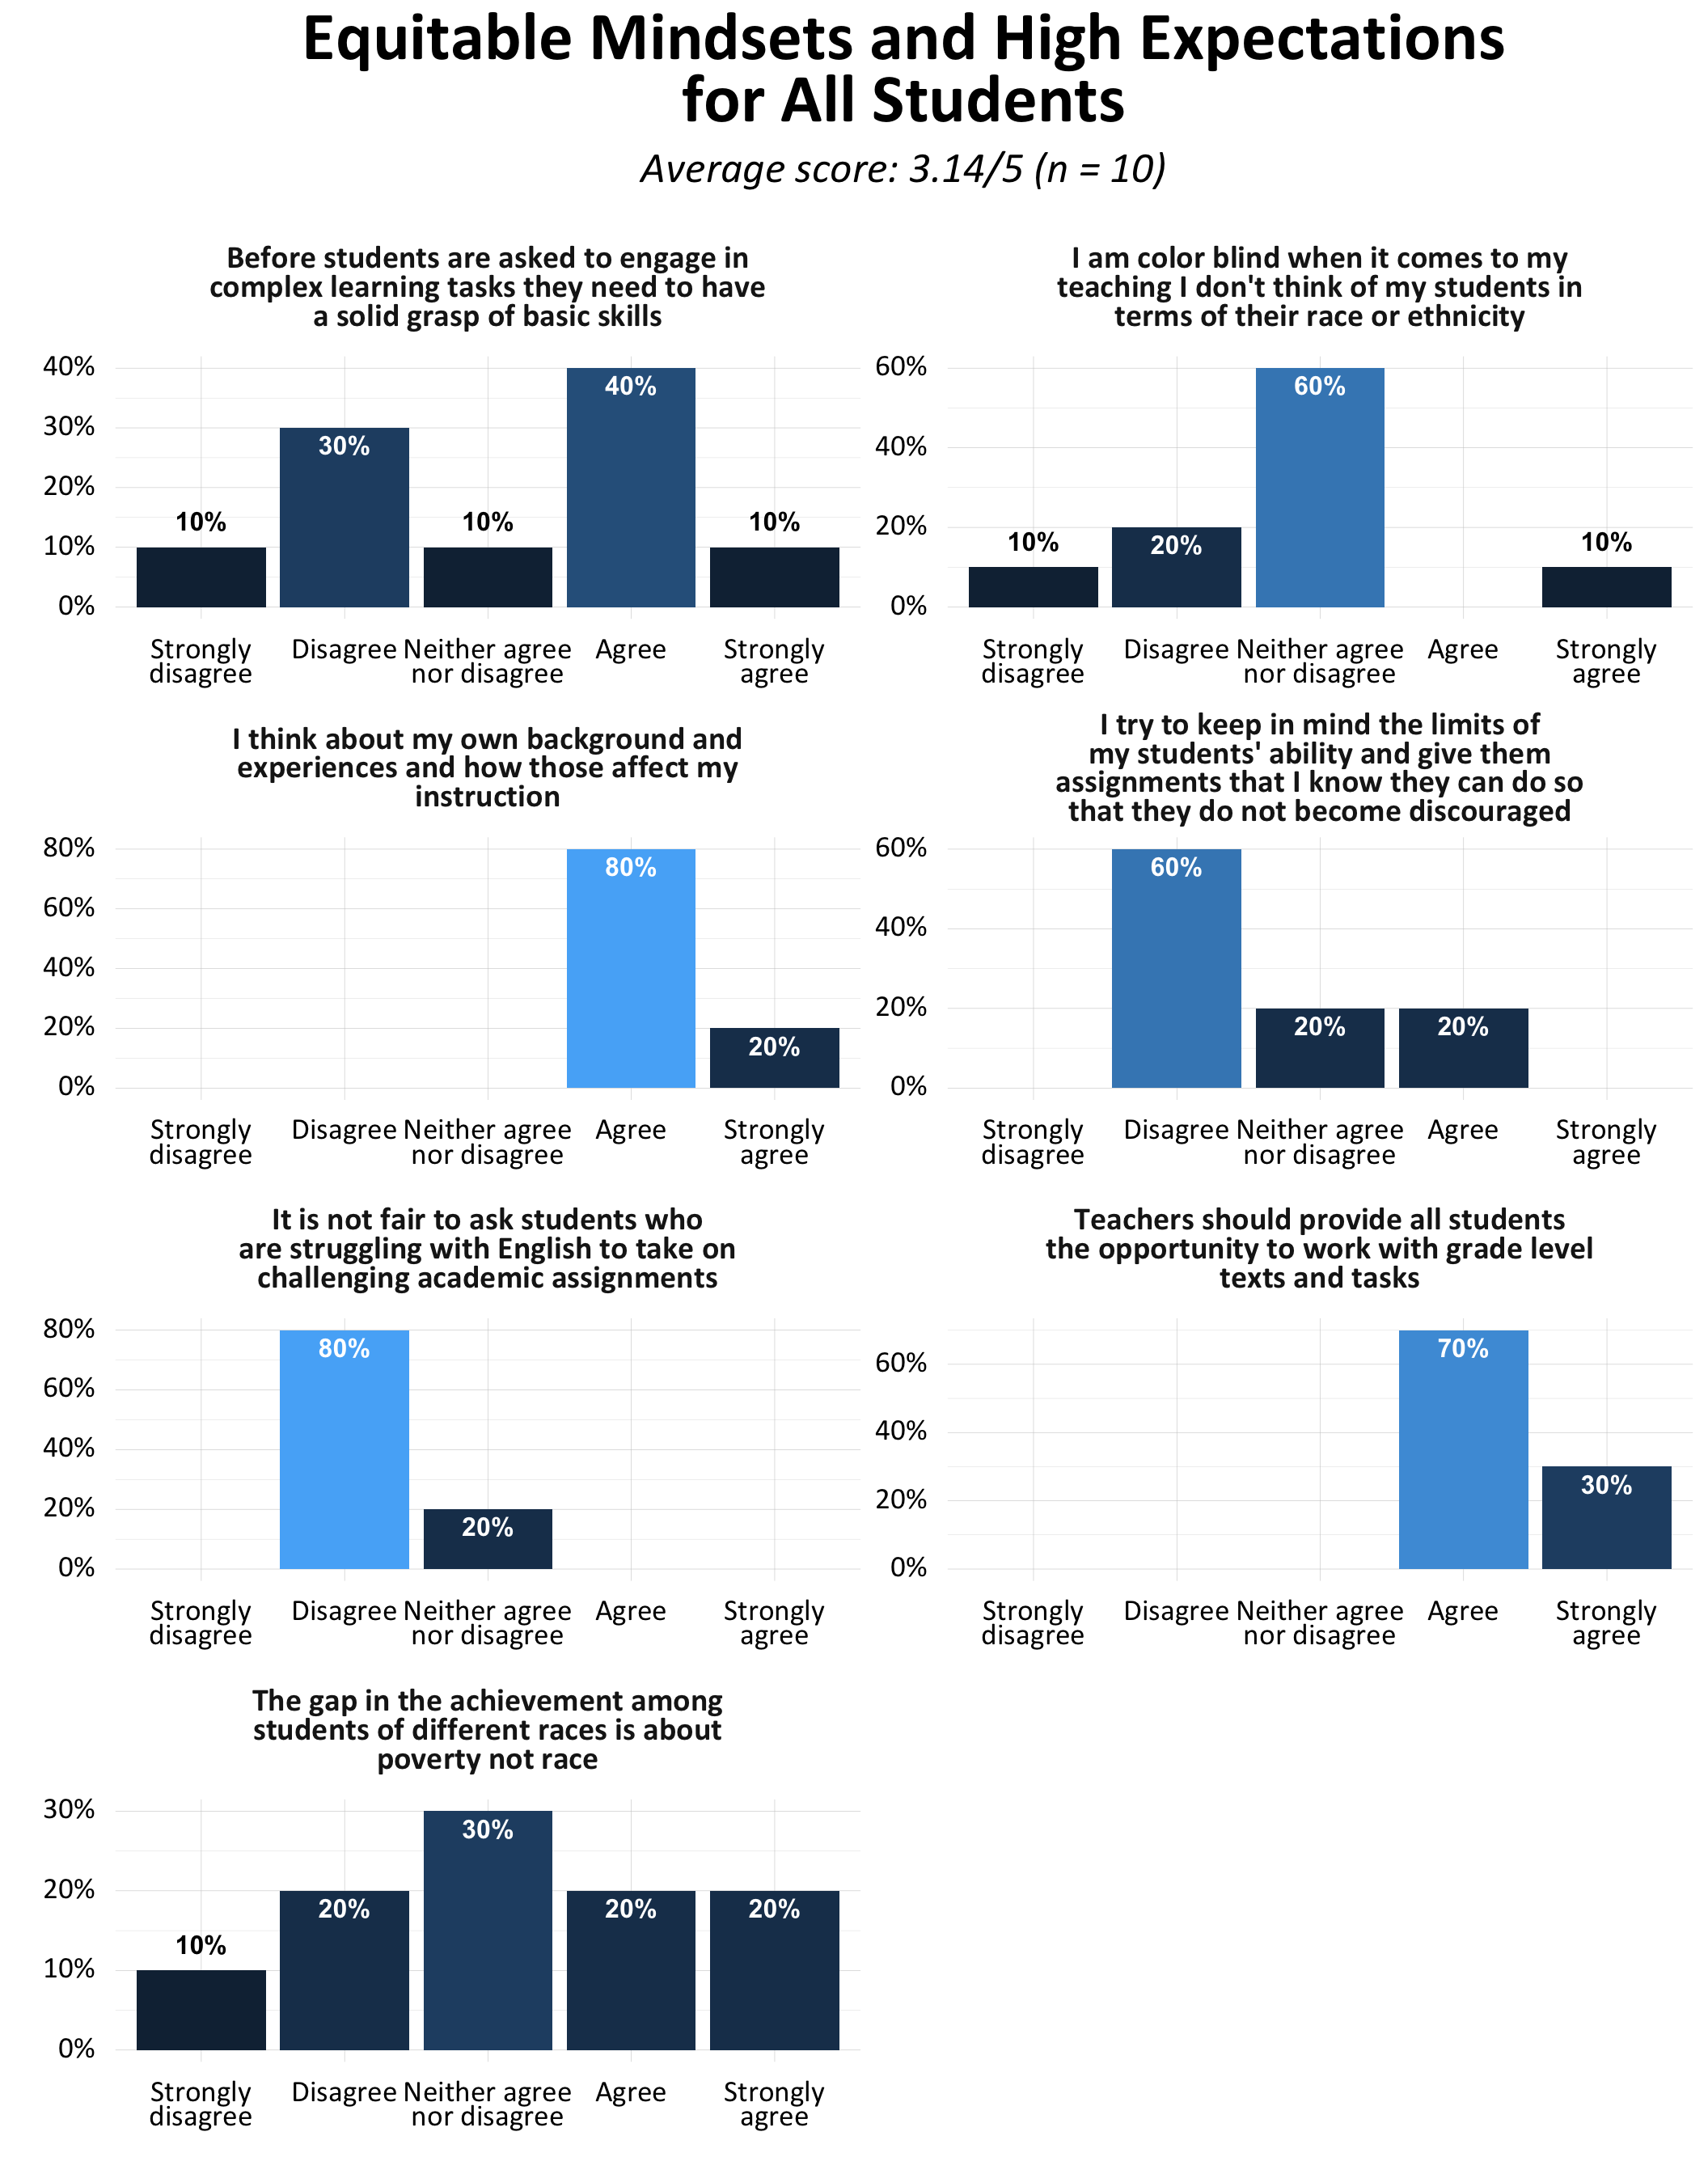 Equitable Mindsets and High Expectations
for All Students
Average score: 3.14/5 (n = 10)
Before students are asked to engage in
complex learning tasks they need to have
a solid grasp of basic skills
40%
30%
20%
10%
0%
10%
30%
10%
40%
10%
Strongly
disagree
Disagree
Neither agree
nor disagree
Agree
Strongly
agree
I am color blind when it comes to my
teaching I don't think of my students in
terms of their race or ethnicity
60%
40%
20%
0%
10%
20%
60%
10%
Strongly
disagree
Disagree
Neither agree
nor disagree
Agree
Strongly
agree
I think about my own background and
experiences and how those affect my
instruction
80%
60%
40%
20%
0%
80%
20%
Strongly
disagree
Disagree
Neither agree
nor disagree
Agree
Strongly
agree
I try to keep in mind the limits of
my students' ability and give them
assignments that I know they can do so
that they do not become discouraged
60%
40%
20%
0%
60%
20%
20%
Strongly
disagree
Disagree
Neither agree
nor disagree
Agree
Strongly
agree
It is not fair to ask students who
are struggling with English to take on
challenging academic assignments
80%
60%
40%
20%
0%
80%
20%
Strongly
disagree
Disagree
Neither agree
nor disagree
Agree
Strongly
agree
Teachers should provide all students
the opportunity to work with grade level
texts and tasks
60%
40%
20%
0%
70%
30%
Strongly
disagree
Disagree
Neither agree
nor disagree
Agree
Strongly
agree
The gap in the achievement among
students of different races is about
poverty not race
30%
20%
10%
0%
10%
20%
30%
20%
20%
Strongly
disagree
Disagree
Neither agree
nor disagree
Agree
Strongly
agree